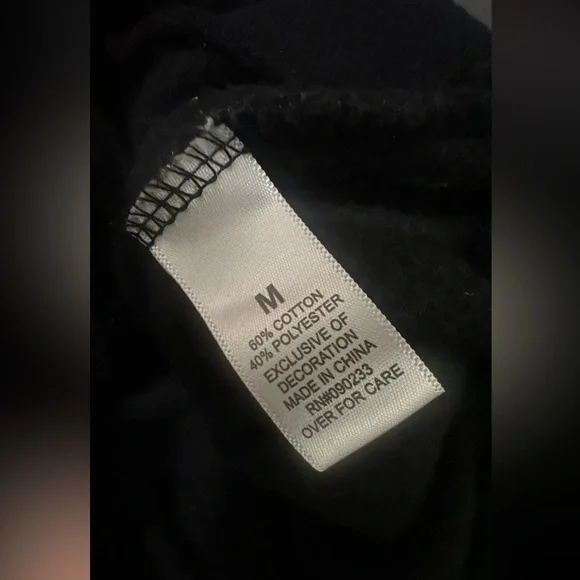 M
60% COTTON
40% POLYESTER
EXCLUSIVE OF
DECORATION
MADE IN CHINA
RN#090233
OVER FOR CARE